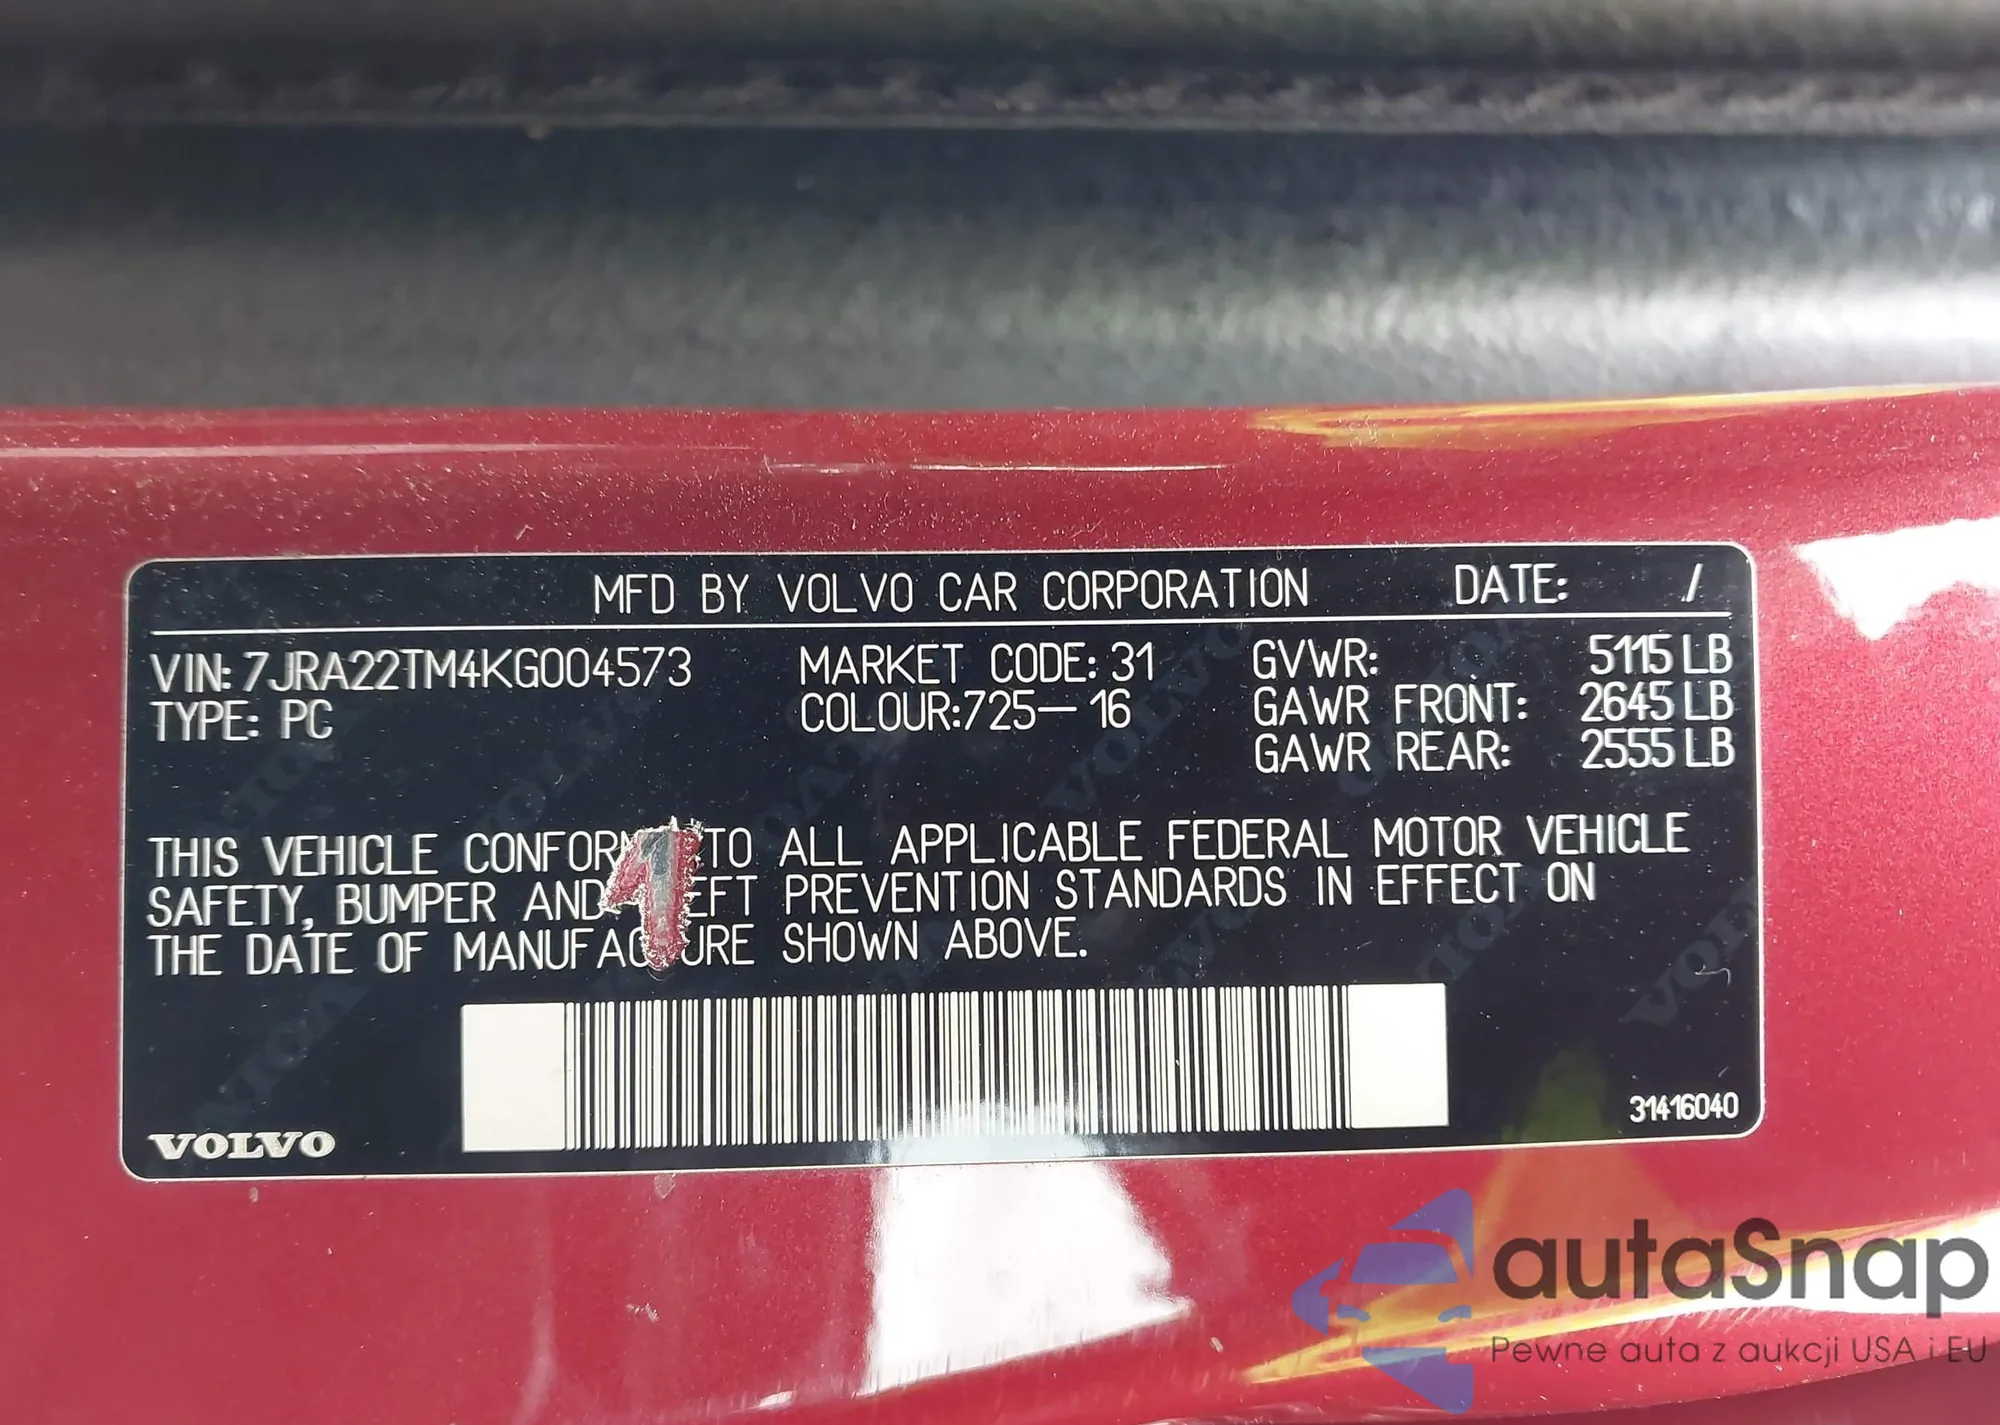 MFD BY VOLVO CAR CORPORATION DATE: /
VIN: 7JRA22TM4KG004573 MARKET CODE: 31 GVWR: 5115 LB
TYPE: PC COLOUR:725-16 GAWR FRONT: 2645 LB
GAWR REAR: 2555 LB
THIS VEHICLE CONFORM TO ALL APPLICABLE FEDERAL MOTOR VEHICLE
SAFETY, BUMPER AND EFT PREVENTION STANDARDS IN EFFECT ON
THE DATE OF MANUFACURE SHOWN ABOVE.
31416040
VOLVO
autaSnap
Pewne auta z aukcji USA i EU